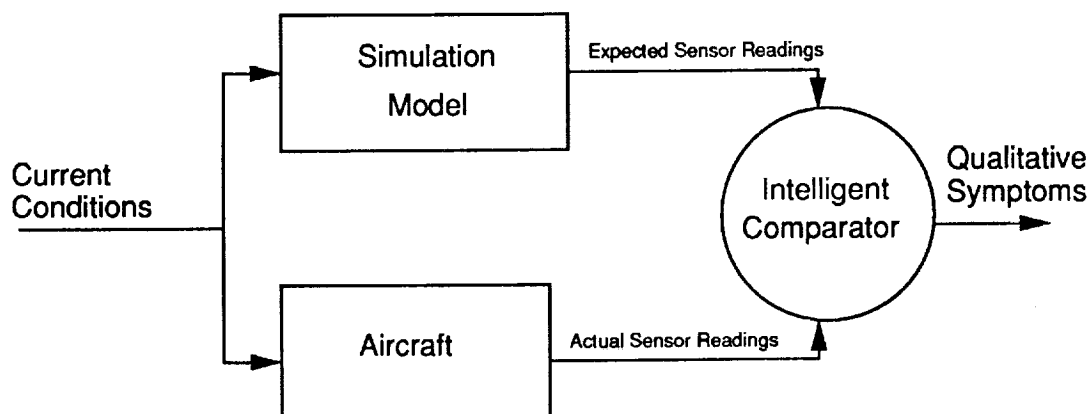 Simulation
Model
Expected Sensor Readings
Current
Conditions
Intelligent
Comparator
Qualitative
Symptoms
Aircraft
Actual Sensor Readings